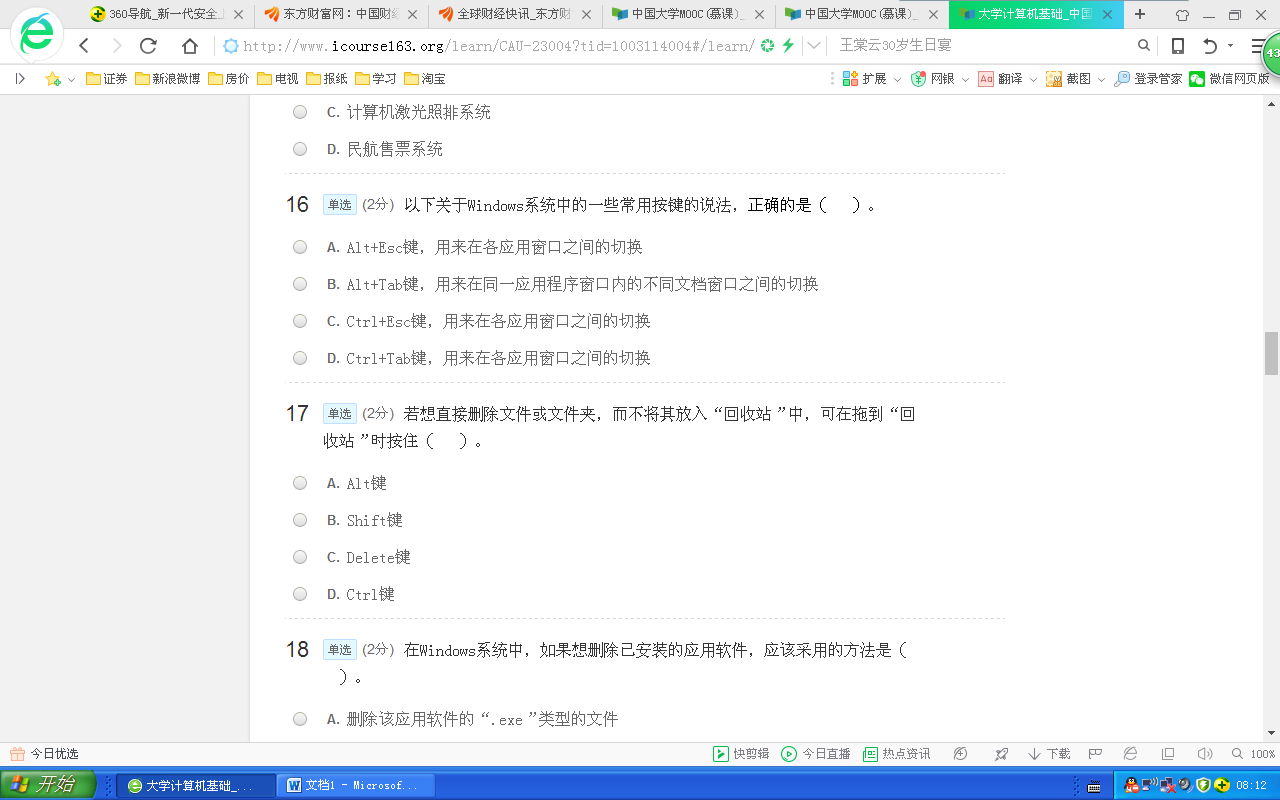 360导航_新一代安全上
东方财富网：中国财经
全球财经快讯_东方财
中国大学MOOC(慕课)_
中国大学MOOC(慕课)_
大学计算机基础_中国
http://www.icourse163.org/learn/CAU-23004?tid=1003114004#/learn/
王棠云30岁生日宴
43
证券 新浪微博 房价 电视 报纸 学习 淘宝
扩展 网银 Aa 翻译 截图 登录管家 微信网页版
C. 计算机激光照排系统
D. 民航售票系统
16 单选 (2分) 以下关于Windows系统中的一些常用按键的说法，正确的是（ ）。
A. Alt+Esc键，用来在各应用窗口之间的切换
B. Alt+Tab键，用来在同一应用程序窗口内的不同文档窗口之间的切换
C. Ctrl+Esc键，用来在各应用窗口之间的切换
D. Ctrl+Tab键，用来在各应用窗口之间的切换
17 单选 (2分) 若想直接删除文件或文件夹，而不将其放入“回收站 ”中，可在拖到“回
收站 ”时按住（ ）。
A. Alt键
B. Shift键
C. Delete键
D. Ctrl键
18 单选 (2分) 在Windows系统中，如果想删除已安装的应用软件，应该采用的方法是（
）。
A. 删除该应用软件的“.exe ”类型的文件
今日优选 快剪辑 今日直播 热点资讯 下载 100%
开始 大学计算机基础_... 文档1 - Microsof... 08:12